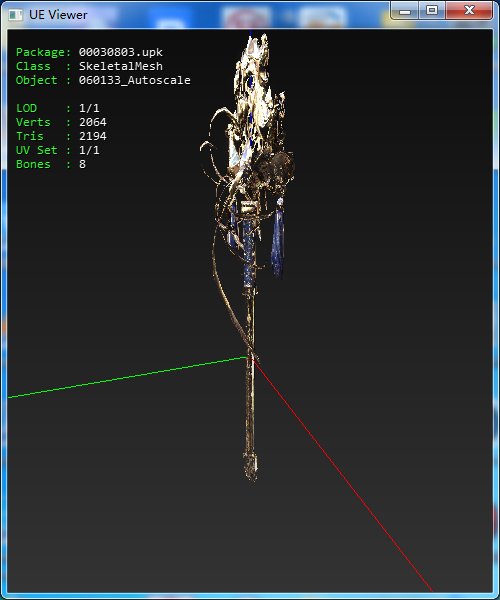 UE Viewer
Package: 00030803.upk
Class  : SkeletalMesh
Object : 060133_Autoscale
LOD    : 1/1
Verts  : 2064
Tris   : 2194
UV Set : 1/1
Bones  : 8